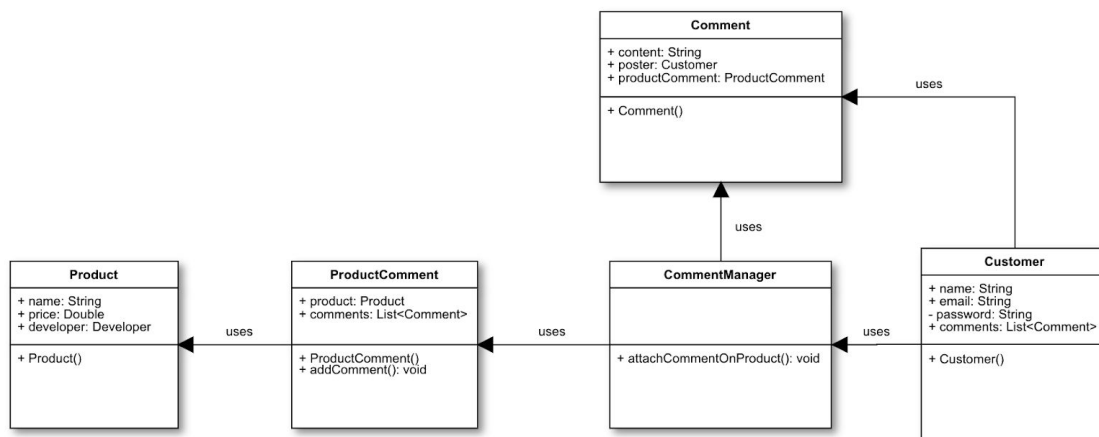 Comment
+ content: String
+ poster: Customer
+ productComment: ProductComment
+ Comment()
uses
uses
Product
+ name: String
+ price: Double
+ developer: Developer
+ Product()
uses
ProductComment
+ product: Product
+ comments: List<Comment>
+ ProductComment()
+ addComment(): void
uses
CommentManager
+ attachCommentOnProduct(): void
uses
Customer
+ name: String
+ email: String
- password: String
+ comments: List<Comment>
+ Customer()